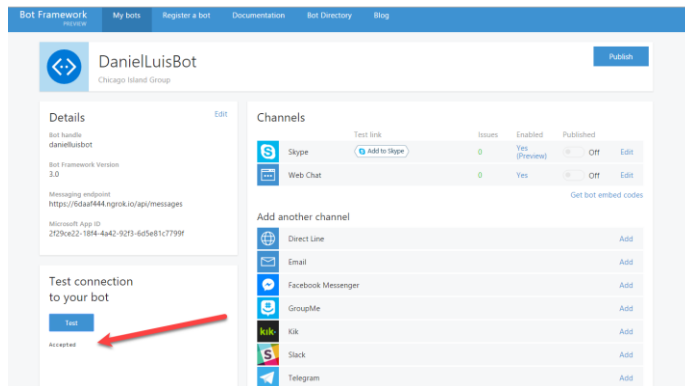 Bot Framework My bots Register a bot Documentation Bot Directory Blog
PREVIEW
DanielLuisBot
Chicago Island Group
Publish
Details Edit
Bot handle
danielluisbot
Bot Framework Version
3.0
Messaging endpoint
https://6daaf444.ngrok.io/api/messages
Microsoft App ID
2f29ce22-18f4-4a42-92f3-6d5e81c7799f
Test connection
to your bot
Test
Accepted
Channels
Test link Issues Enabled Published
Skype Add to Skype 0 Yes (Preview) Off Edit
Web Chat 0 Yes Off Edit
Get bot embed codes
Add another channel
Direct Line Add
Email Add
Facebook Messenger Add
GroupMe Add
kik· Kik Add
Slack Add
Telegram Add